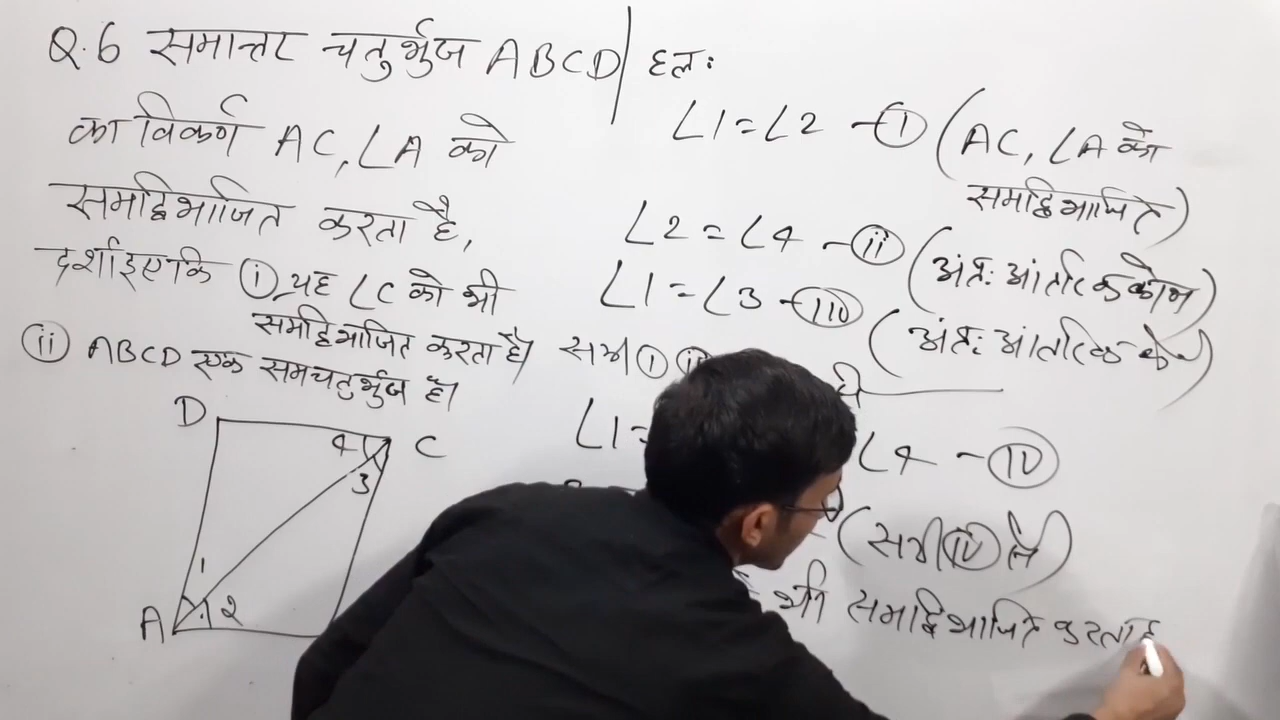 Q.6 समान्तर चतुर्भुज ABCD
का विकर्ण AC, ∠A को
समद्विभाजित करता है,
दर्शाइए कि (i) यह ∠C को भी
समद्विभाजित करता है।
(ii) ABCD एक समचतुर्भुज है।
D
4
C
3
1
A
2
हलः
∠1=∠2 – (i) (AC, ∠A को
समद्विभाजित)
∠2=∠4 – (ii) (अंतः आंतरिक कोण)
∠1=∠3 – (iii)
(अंतः आंतरिक कोण)
समी (i)
∠1=
∠4 – (iv)
(समी (iv) से)
भी समद्विभाजित करता है